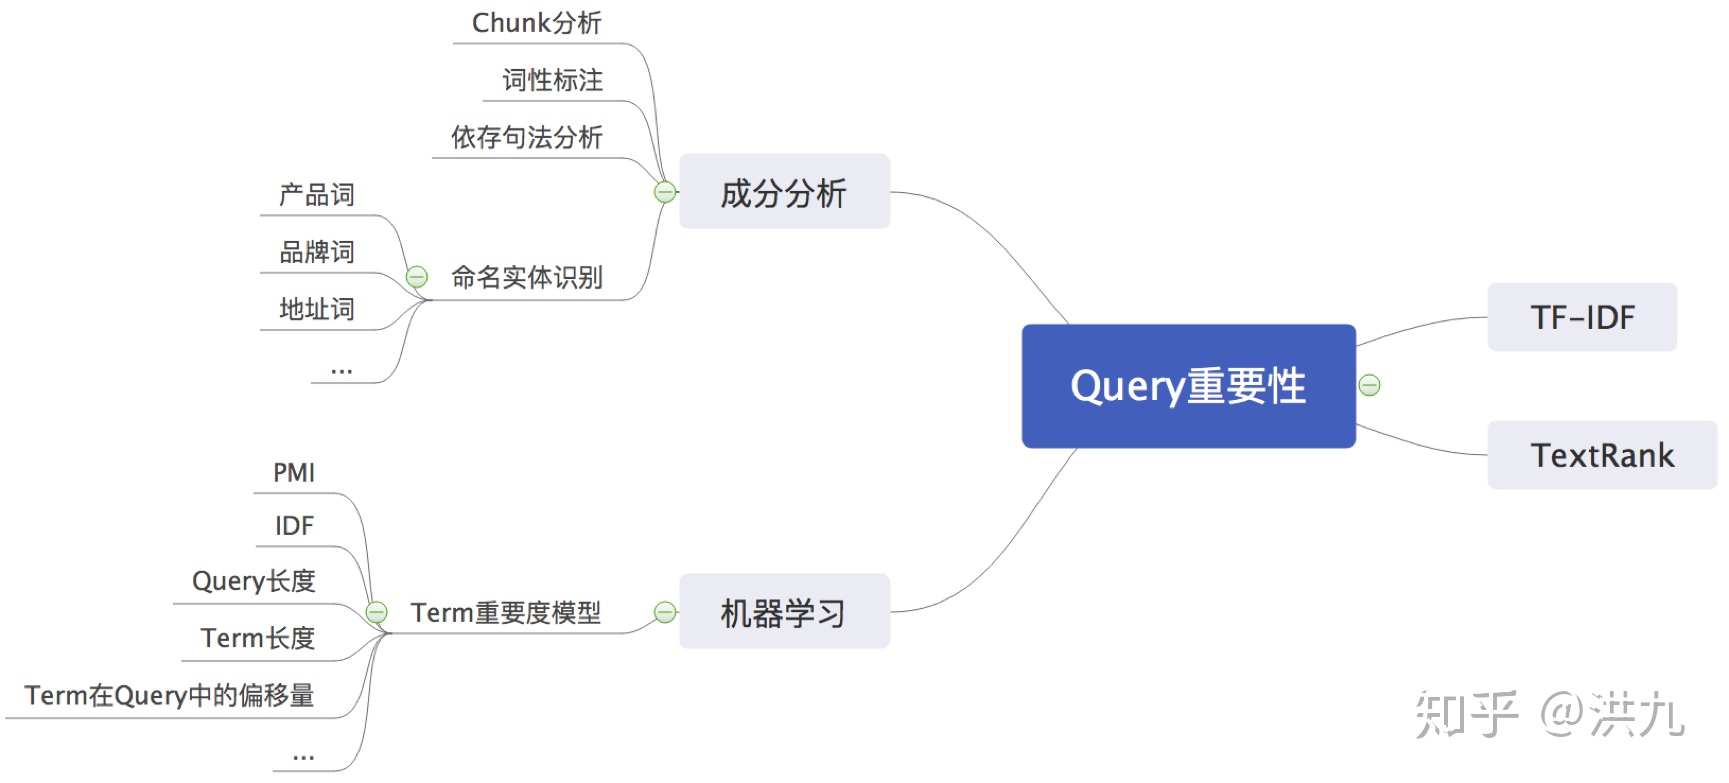 Chunk分析
词性标注
依存句法分析
成分分析
产品词
品牌词
地址词
...
命名实体识别
TF-IDF
Query重要性
TextRank
PMI
IDF
Query长度
Term长度
Term在Query中的偏移量
...
Term重要度模型
机器学习
知乎 @洪九